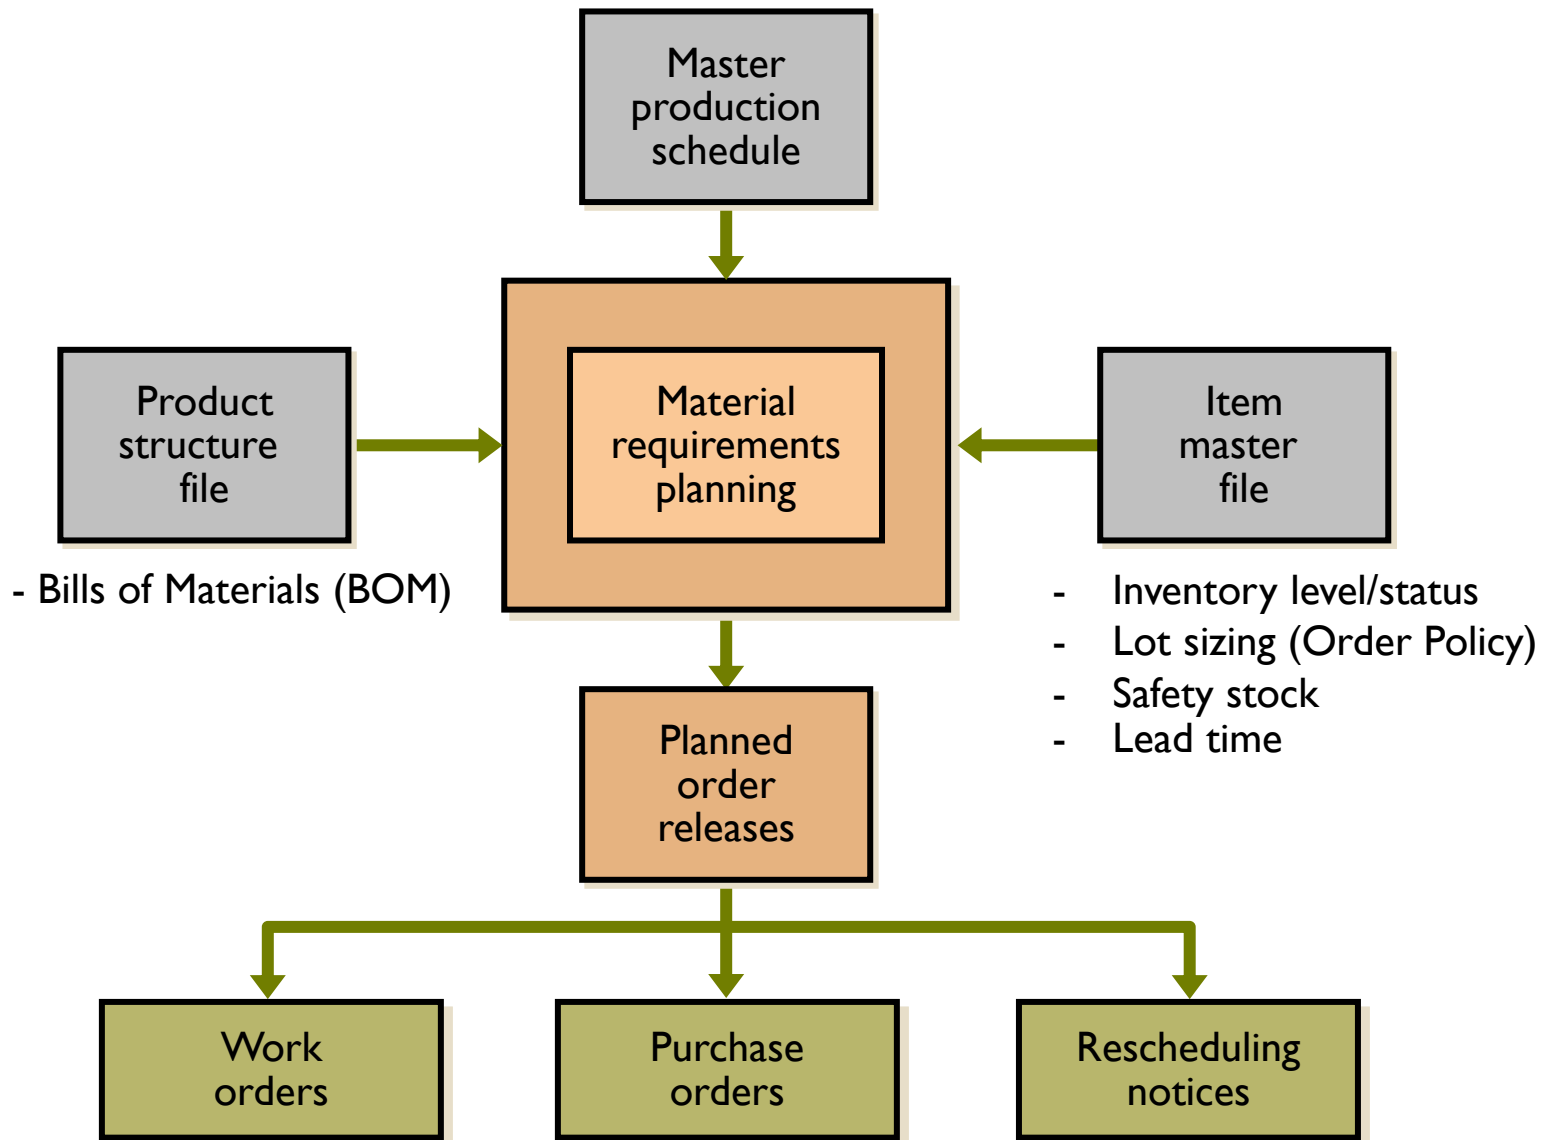 Master
production
schedule
Product
structure
file
Material
requirements
planning
Item
master
file
- Bills of Materials (BOM)
- Inventory level/status
- Lot sizing (Order Policy)
- Safety stock
- Lead time
Planned
order
releases
Work
orders
Purchase
orders
Rescheduling
notices